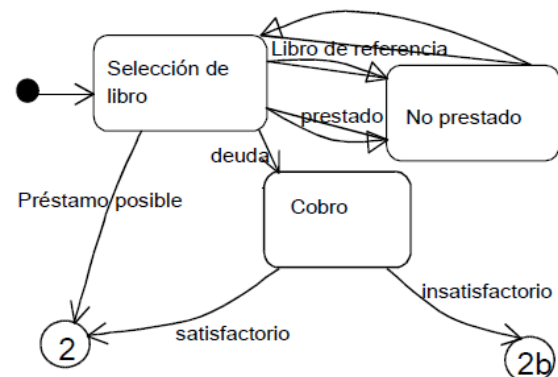 Selección de
libro
Libro de referencia
prestado
No prestado
deuda
Préstamo posible
Cobro
satisfactorio
insatisfactorio
2
2b